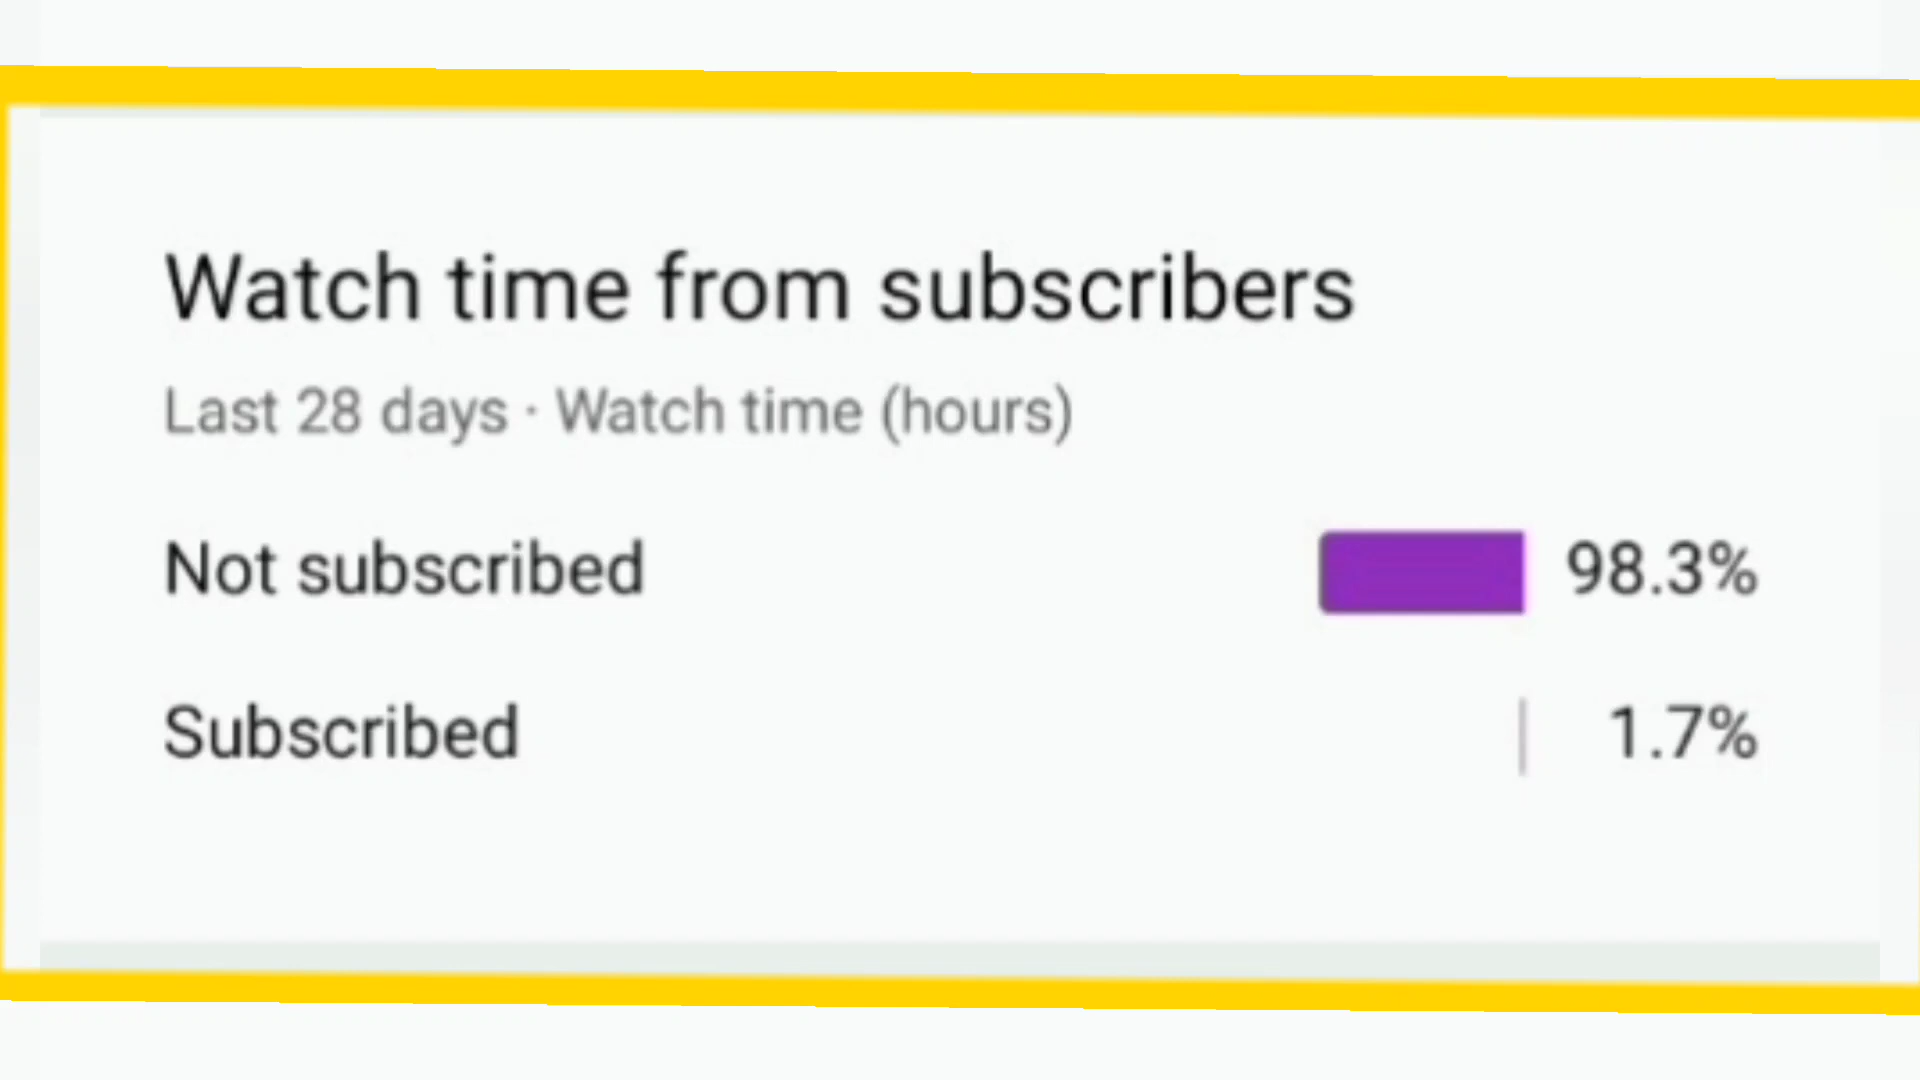 Watch time from subscribers
Last 28 days · Watch time (hours)
Not subscribed 98.3%
Subscribed 1.7%